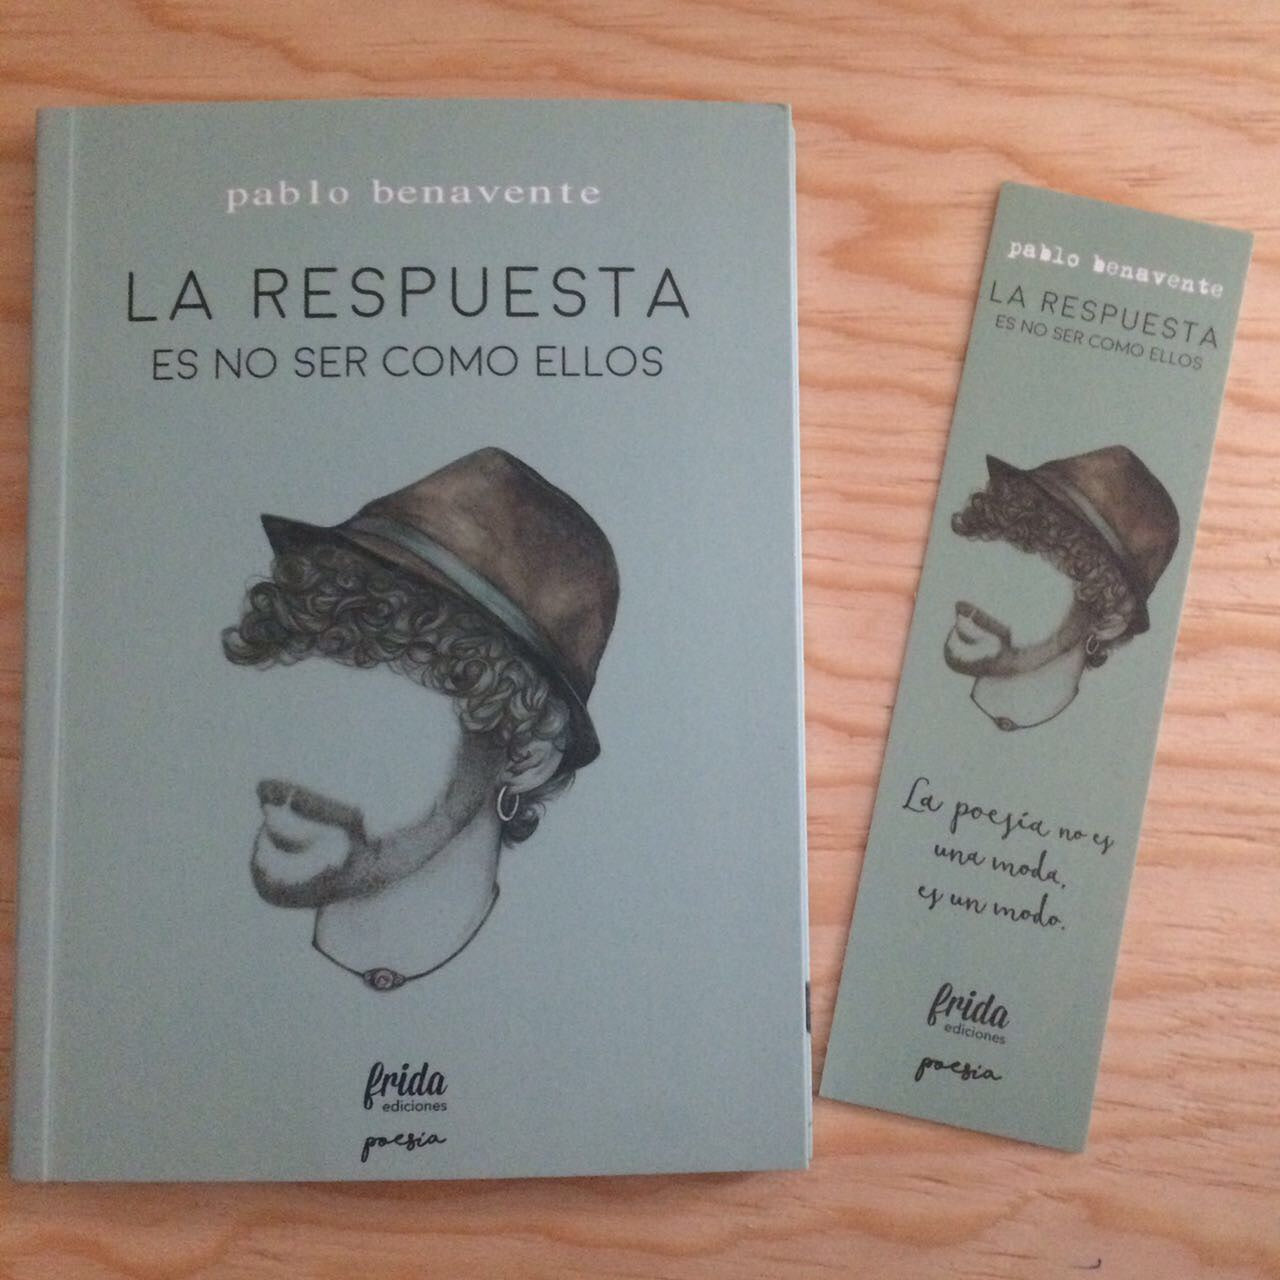 pablo benavente
LA RESPUESTA
ES NO SER COMO ELLOS
frida
ediciones
poesía
pablo benavente
LA RESPUESTA
ES NO SER COMO ELLOS
La poesía no es
una moda,
es un modo.
frida
ediciones
poesía